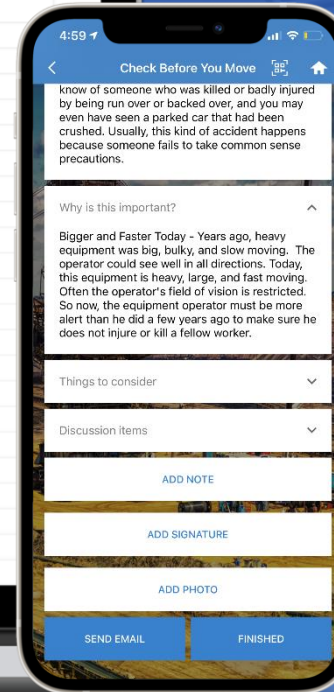 4:59
Check Before You Move
know of someone who was killed or badly injured
by being run over or backed over, and you may
even have seen a parked car that had been
crushed. Usually, this kind of accident happens
because someone fails to take common sense
precautions.
Why is this important?
Bigger and Faster Today - Years ago, heavy
equipment was big, bulky, and slow moving. The
operator could see well in all directions. Today,
this equipment is heavy, large, and fast moving.
Often the operator's field of vision is restricted.
So now, the equipment operator must be more
alert than he did a few years ago to make sure he
does not injure or kill a fellow worker.
Things to consider
Discussion items
ADD NOTE
ADD SIGNATURE
ADD PHOTO
SEND EMAIL
FINISHED